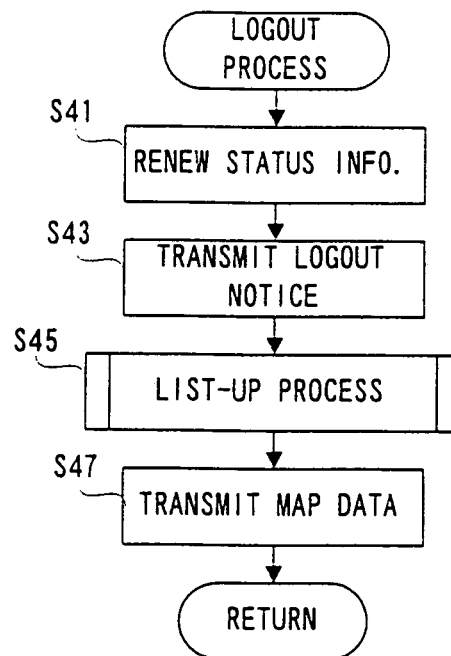 LOGOUT
PROCESS
S41
RENEW STATUS INFO.
S43
TRANSMIT LOGOUT
NOTICE
S45
LIST-UP PROCESS
S47
TRANSMIT MAP DATA
RETURN